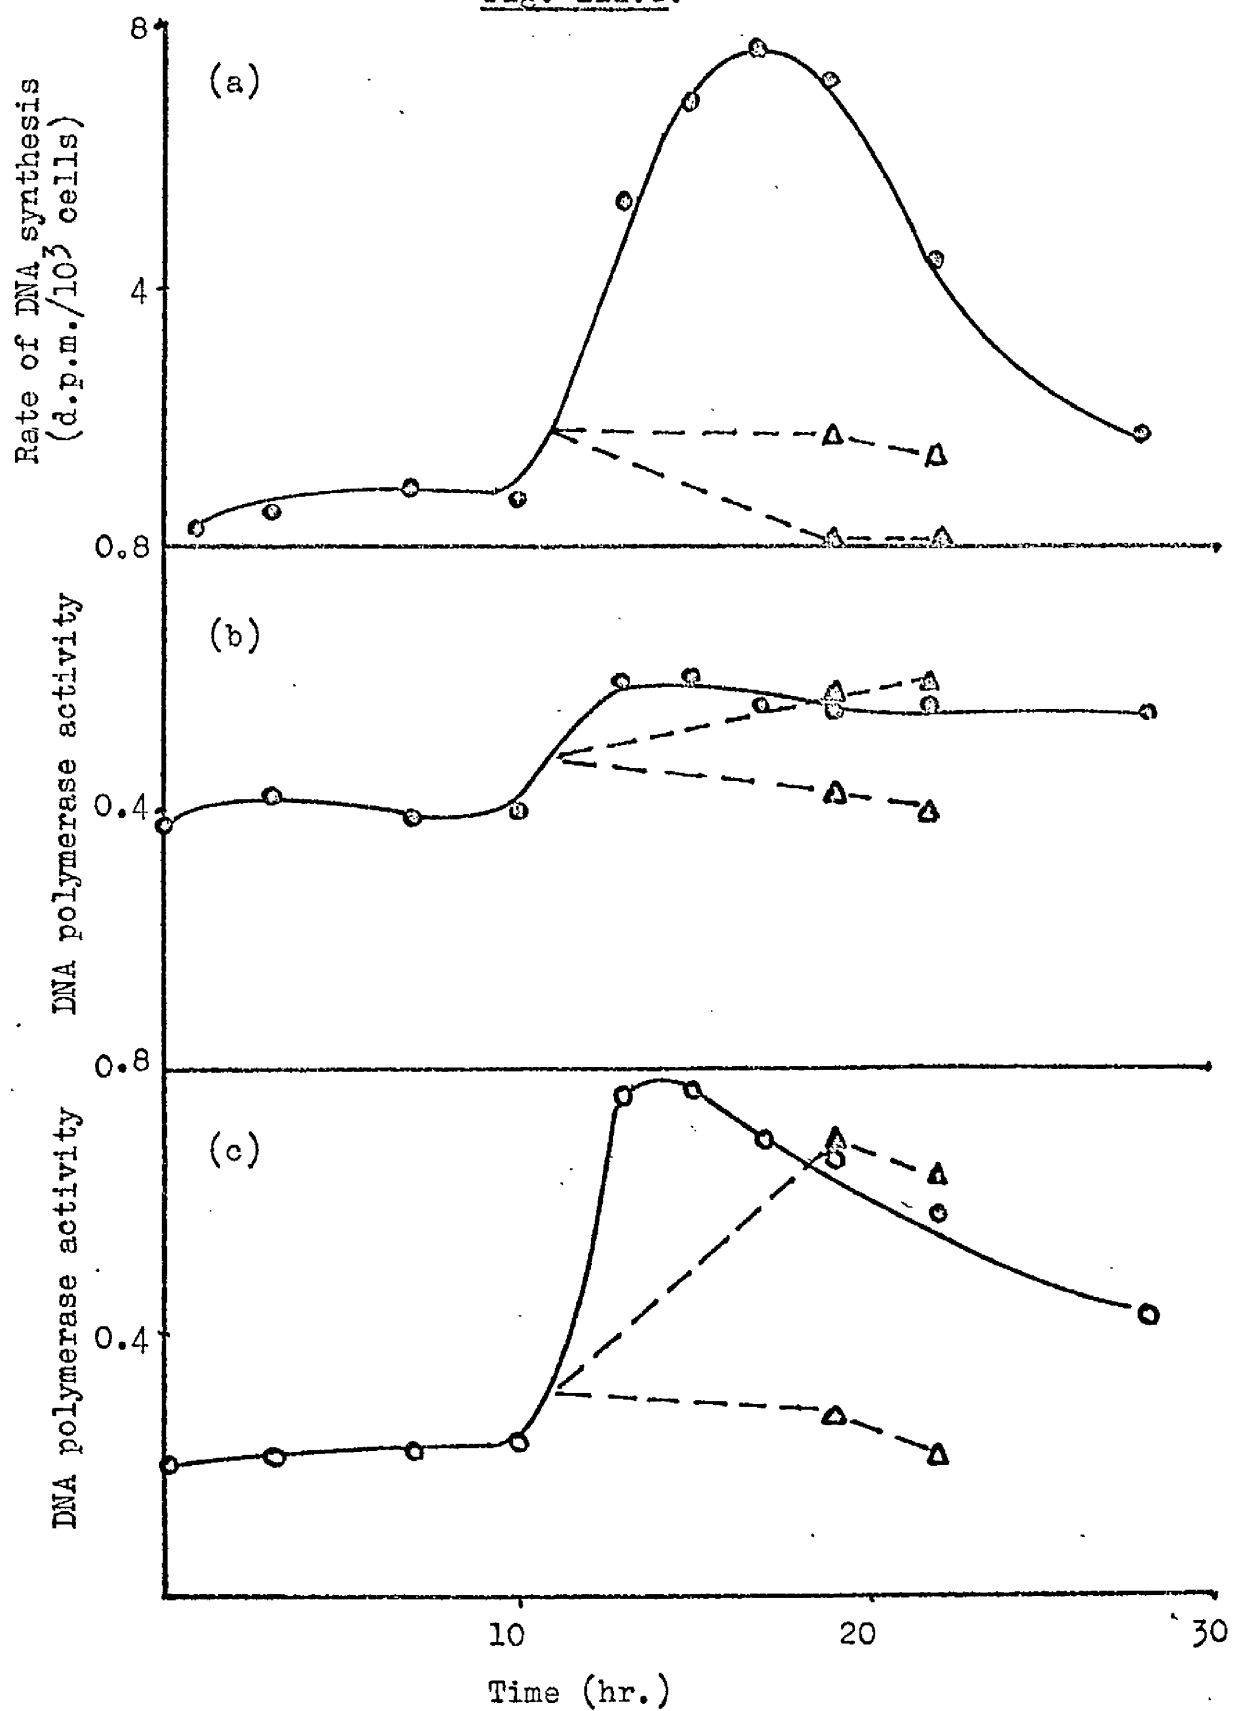 8
(a)
Rate of DNA synthesis
(d.p.m./10³ cells)
4
0.8
(b)
DNA polymerase activity
0.4
0.8
(c)
DNA polymerase activity
0.4
10
20
30
Time (hr.)